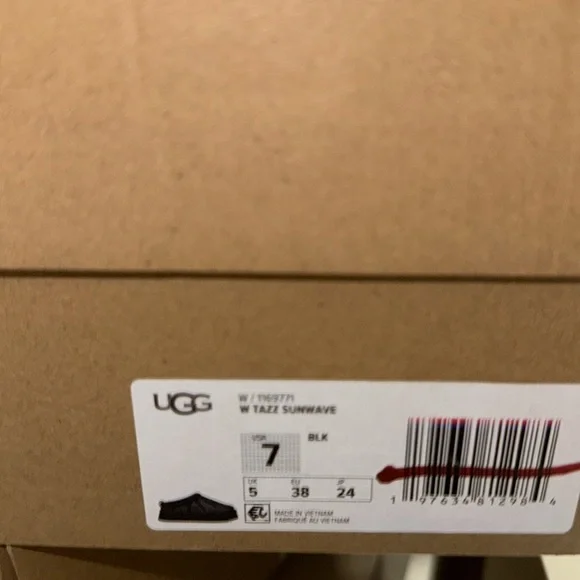 UGG
W / 1169771
W TAZZ SUNWAVE
USA
7
BLK
UK EU JP
5 38 24
MADE IN VIETNAM
FABRIQUÉ AU VIETNAM
1 97634 81298 4